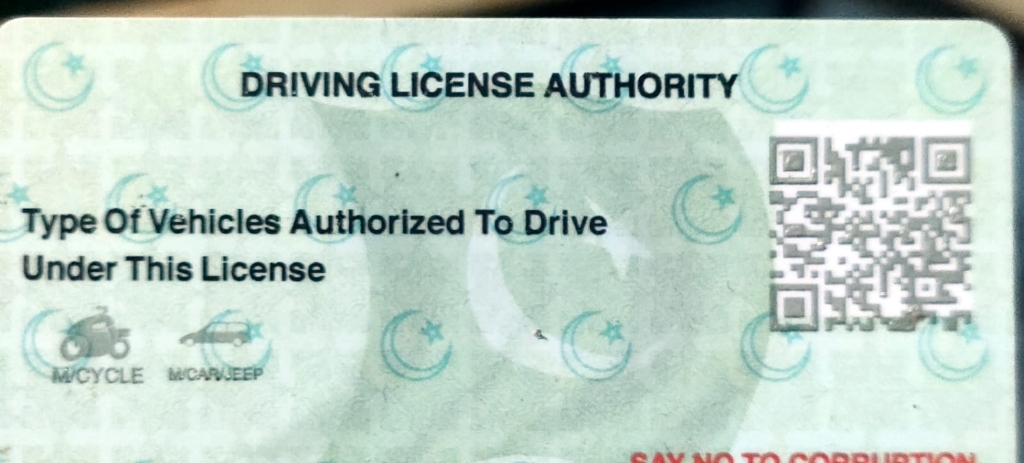 DRIVING LICENSE AUTHORITY
Type Of Vehicles Authorized To Drive
Under This License
M/CYCLE M/CAR/JEEP
SAY NO TO CORRUPTION